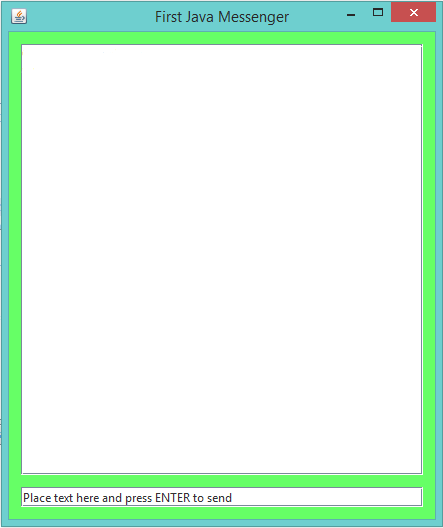 First Java Messenger
Place text here and press ENTER to send